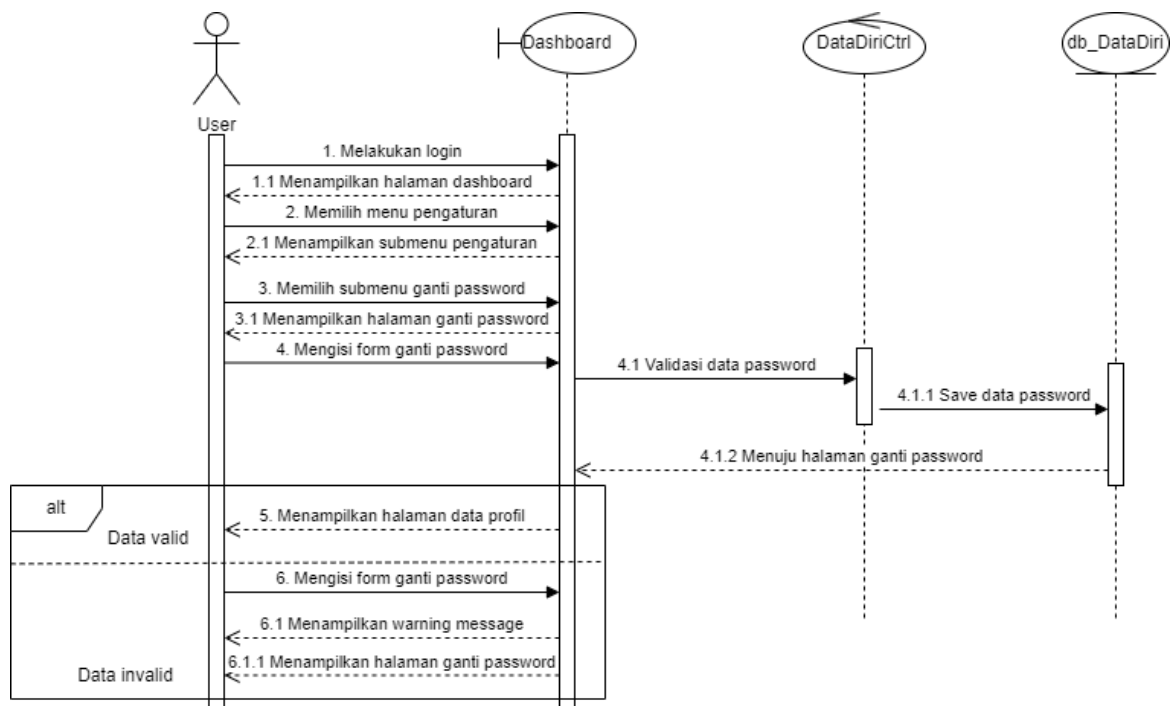 Dashboard
DataDiriCtrl
db_DataDiri
User
1. Melakukan login
1.1 Menampilkan halaman dashboard
2. Memilih menu pengaturan
2.1 Menampilkan submenu pengaturan
3. Memilih submenu ganti password
3.1 Menampilkan halaman ganti password
4. Mengisi form ganti password
4.1 Validasi data password
4.1.1 Save data password
4.1.2 Menuju halaman ganti password
alt
5. Menampilkan halaman data profil
Data valid
6. Mengisi form ganti password
6.1 Menampilkan warning message
6.1.1 Menampilkan halaman ganti password
Data invalid